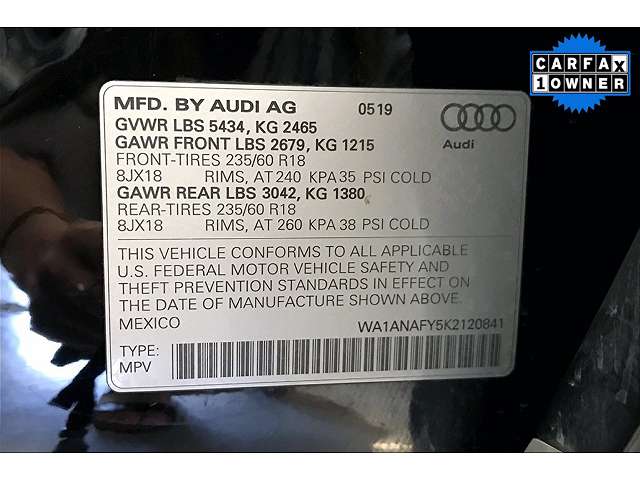 CARFAX
1 OWNER
MFD. BY AUDI AG 0519
GVWR LBS 5434, KG 2465
GAWR FRONT LBS 2679, KG 1215
FRONT-TIRES 235/60 R18
8JX18 RIMS, AT 240 KPA 35 PSI COLD
GAWR REAR LBS 3042, KG 1380
REAR-TIRES 235/60 R18
8JX18 RIMS, AT 260 KPA 38 PSI COLD
Audi
THIS VEHICLE CONFORMS TO ALL APPLICABLE
U.S. FEDERAL MOTOR VEHICLE SAFETY AND
THEFT PREVENTION STANDARDS IN EFFECT ON
THE DATE OF MANUFACTURE SHOWN ABOVE.
MEXICO WA1ANAFY5K2120841
TYPE:
MPV